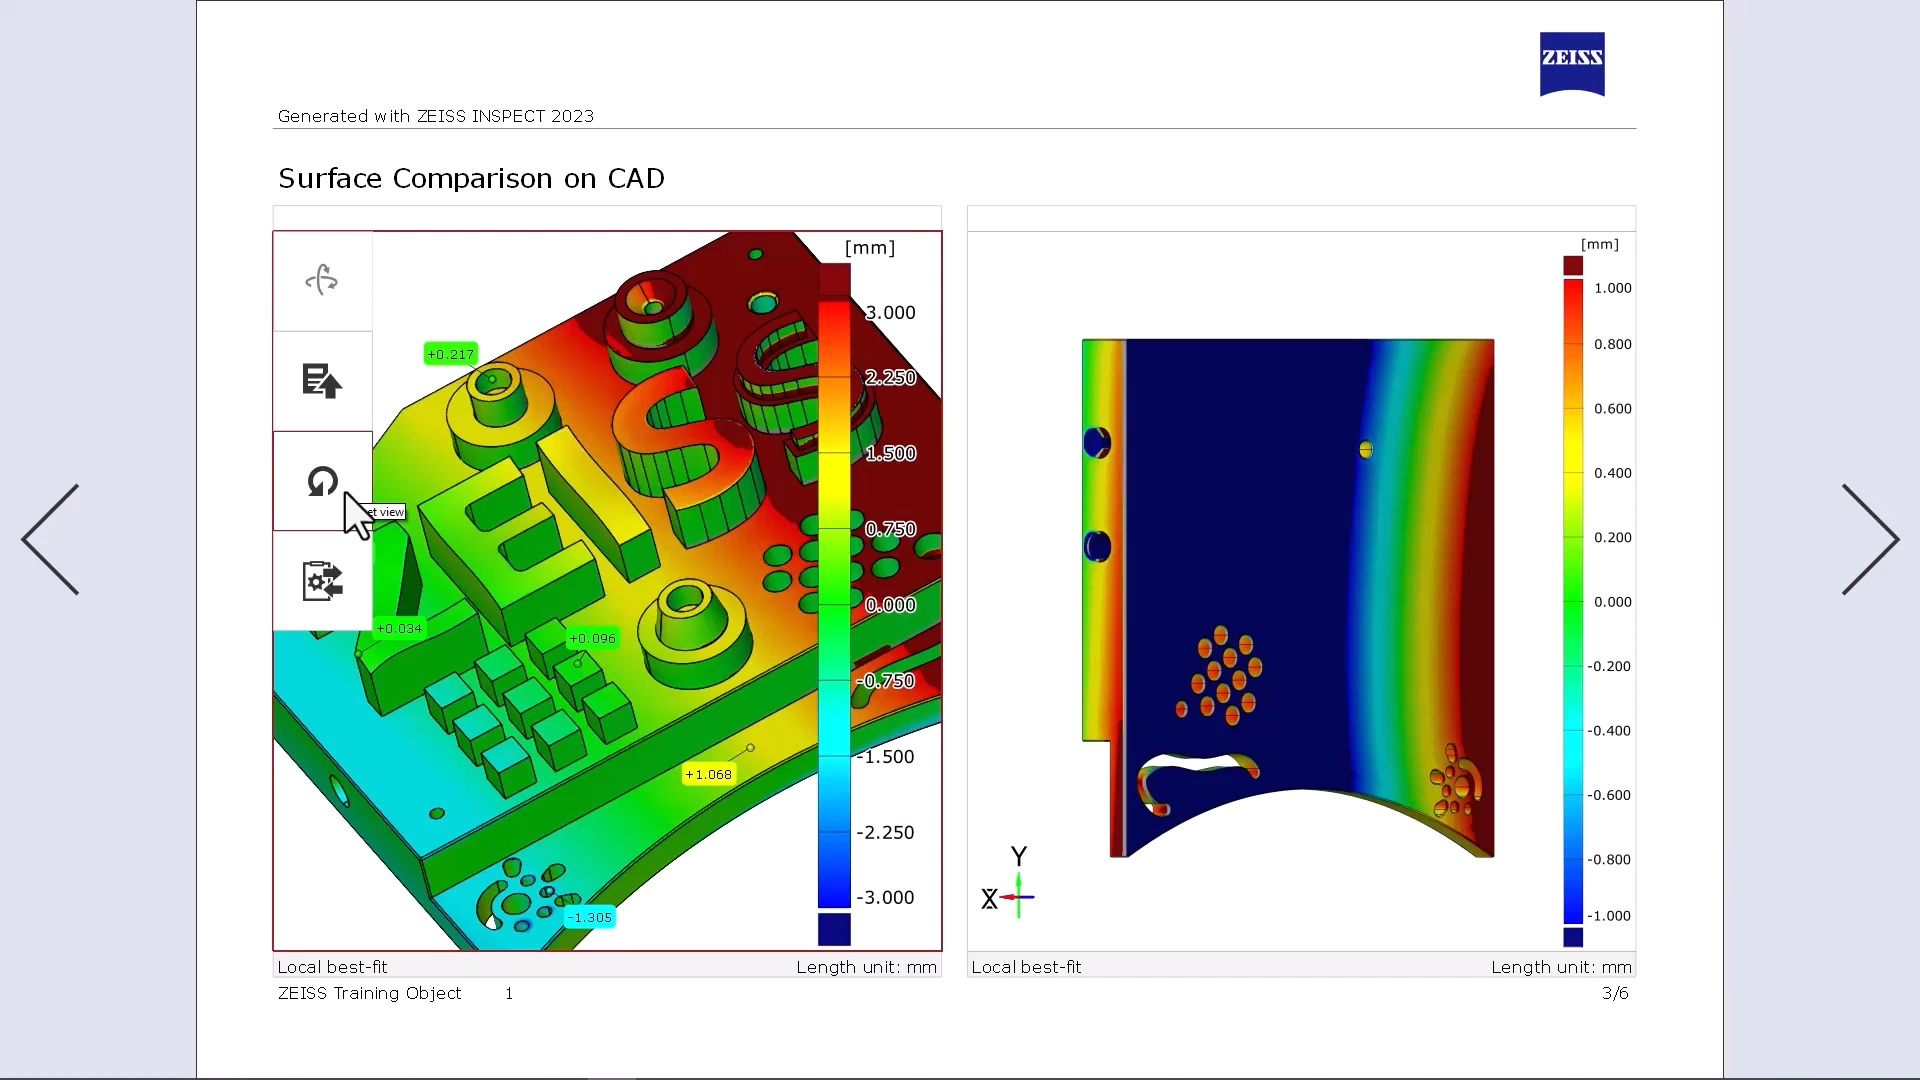 ZEISS
Generated with ZEISS INSPECT 2023
Surface Comparison on CAD
[mm]
3.000
2.250
1.500
0.750
0.000
-0.750
-1.500
-2.250
-3.000
+0.217
+0.034
+0.096
+1.068
-1.305
view
Local best-fit
Length unit: mm
[mm]
1.000
0.800
0.600
0.400
0.200
0.000
-0.200
-0.400
-0.600
-0.800
-1.000
Y
X
Local best-fit
Length unit: mm
ZEISS Training Object 1
3/6